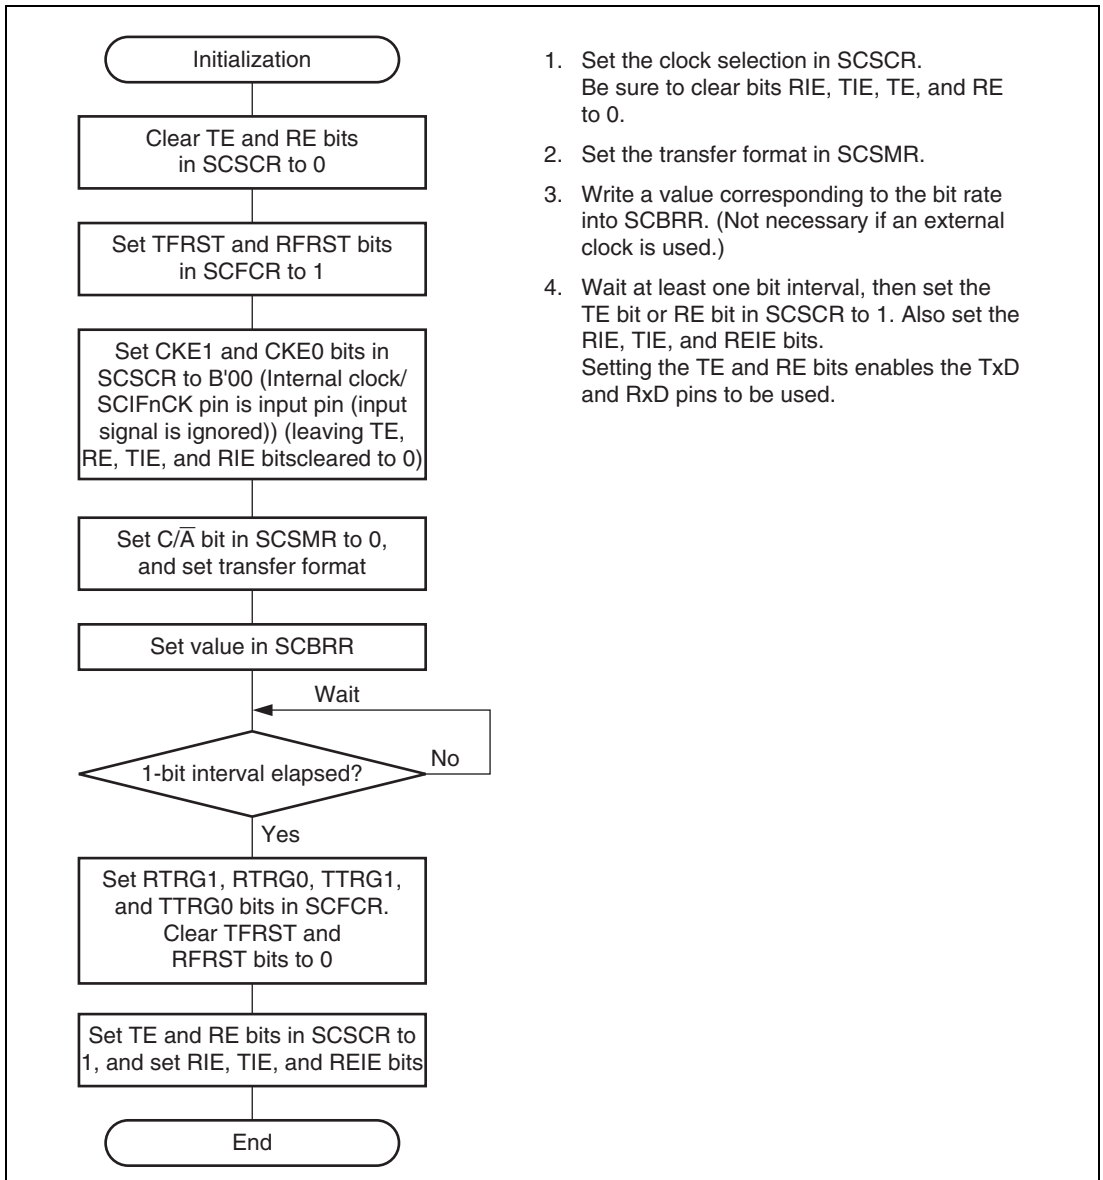 Initialization
Clear TE and RE bits
in SCSCR to 0
Set TFRST and RFRST bits
in SCFCR to 1
Set CKE1 and CKE0 bits in
SCSCR to B'00 (Internal clock/
SCIFnCK pin is input pin (input
signal is ignored)) (leaving TE,
RE, TIE, and RIE bitscleared to 0)
Set C/A̅ bit in SCSMR to 0,
and set transfer format
Set value in SCBRR
Wait
1-bit interval elapsed?
No
Yes
Set RTRG1, RTRG0, TTRG1,
and TTRG0 bits in SCFCR.
Clear TFRST and
RFRST bits to 0
Set TE and RE bits in SCSCR to
1, and set RIE, TIE, and REIE bits
End
1. Set the clock selection in SCSCR.
Be sure to clear bits RIE, TIE, TE, and RE
to 0.
2. Set the transfer format in SCSMR.
3. Write a value corresponding to the bit rate
into SCBRR. (Not necessary if an external
clock is used.)
4. Wait at least one bit interval, then set the
TE bit or RE bit in SCSCR to 1. Also set the
RIE, TIE, and REIE bits.
Setting the TE and RE bits enables the TxD
and RxD pins to be used.